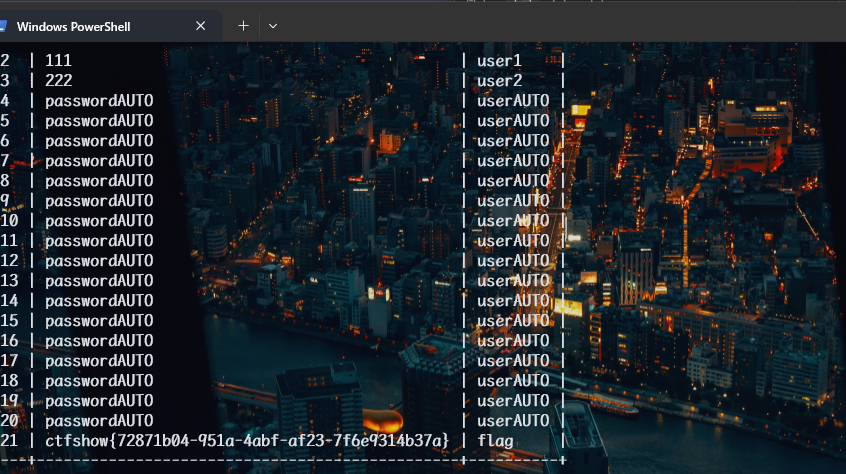 Windows PowerShell
2 | 111 | user1 |
3 | 222 | user2 |
4 | passwordAUTO | userAUTO |
5 | passwordAUTO | userAUTO |
6 | passwordAUTO | userAUTO |
7 | passwordAUTO | userAUTO |
8 | passwordAUTO | userAUTO |
9 | passwordAUTO | userAUTO |
10 | passwordAUTO | userAUTO |
11 | passwordAUTO | userAUTO |
12 | passwordAUTO | userAUTO |
13 | passwordAUTO | userAUTO |
14 | passwordAUTO | userAUTO |
15 | passwordAUTO | userAUTO |
16 | passwordAUTO | userAUTO |
17 | passwordAUTO | userAUTO |
18 | passwordAUTO | userAUTO |
19 | passwordAUTO | userAUTO |
20 | passwordAUTO | userAUTO |
21 | ctfshow{72871b04-951a-4abf-af23-7f6e9314b37a} | flag |